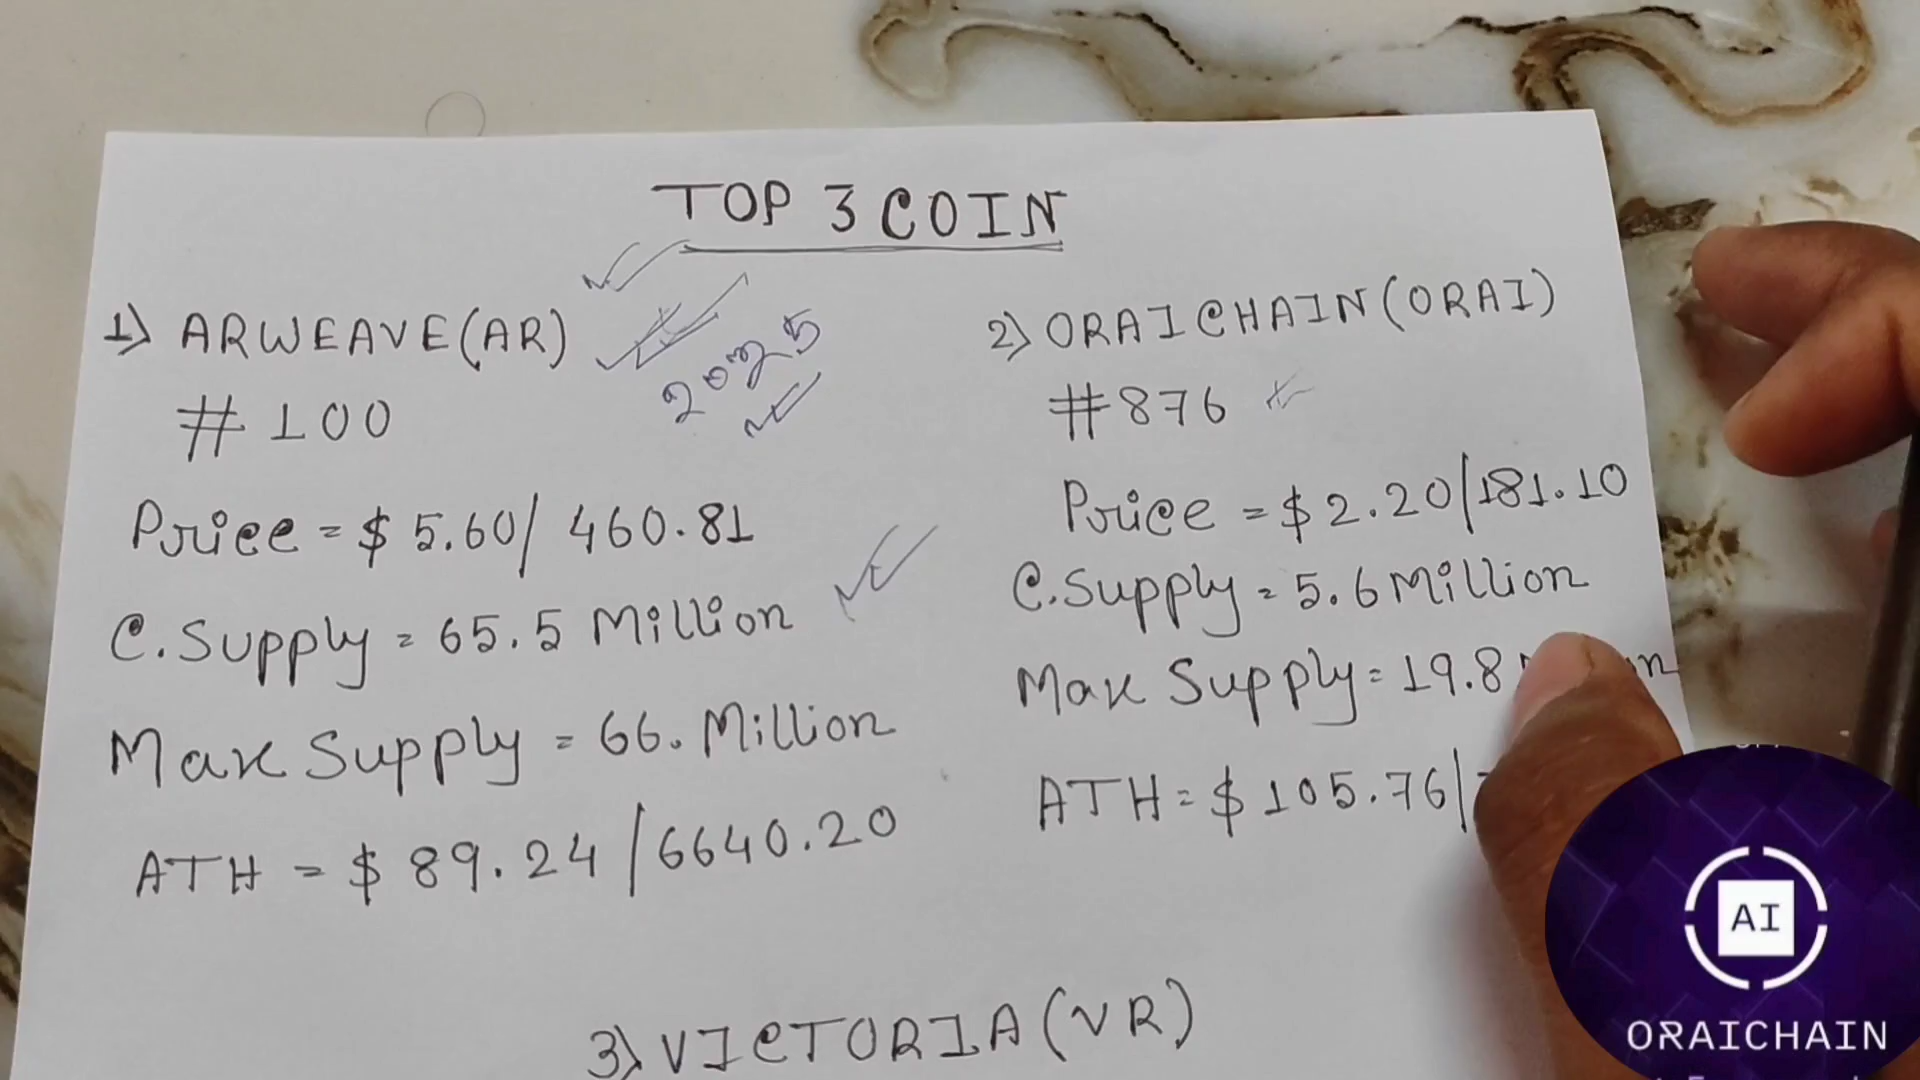 TOP 3 COIN
1) ARWEAVE(AR)
2025
# 100
Price = $ 5.60/ 460.81
C.Supply = 65.5 Million
Max Supply = 66. Million
ATH = $ 89.24 / 6640.20
2) ORAICHAIN(ORAI)
#876
Price = $2.20/181.10
C.Supply = 5.6 Million
Max Supply = 19.8
ATH = $ 105.76/
3) VICTORIA(VR)
AI
ORAICHAIN